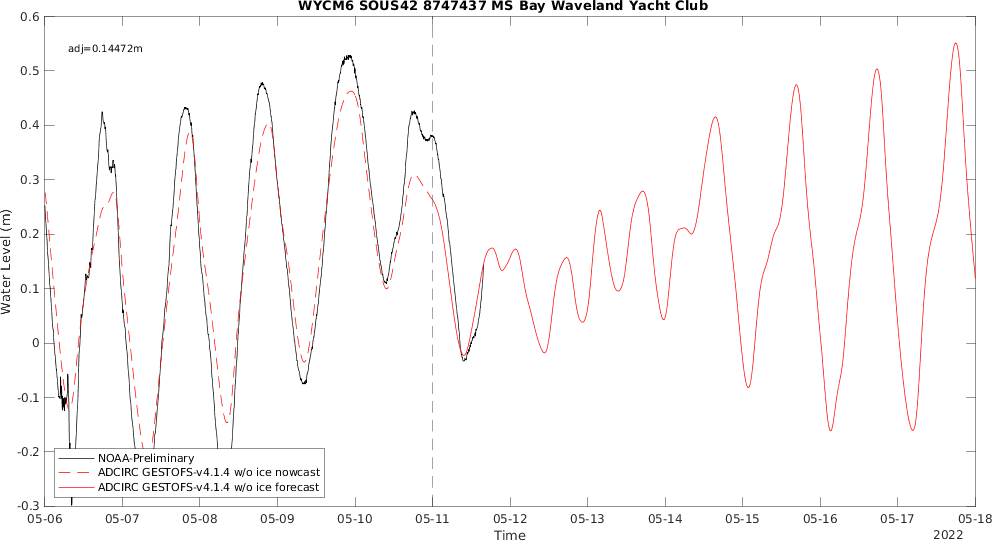 WYCM6 SOUS42 8747437 MS Bay Waveland Yacht Club
adj=0.14472m
Water Level (m)
0.6
0.5
0.4
0.3
0.2
0.1
0
-0.1
-0.2
-0.3
NOAA-Preliminary
ADCIRC GESTOFS-v4.1.4 w/o ice nowcast
ADCIRC GESTOFS-v4.1.4 w/o ice forecast
05-06 05-07 05-08 05-09 05-10 05-11 05-12 05-13 05-14 05-15 05-16 05-17 05-18
Time
2022